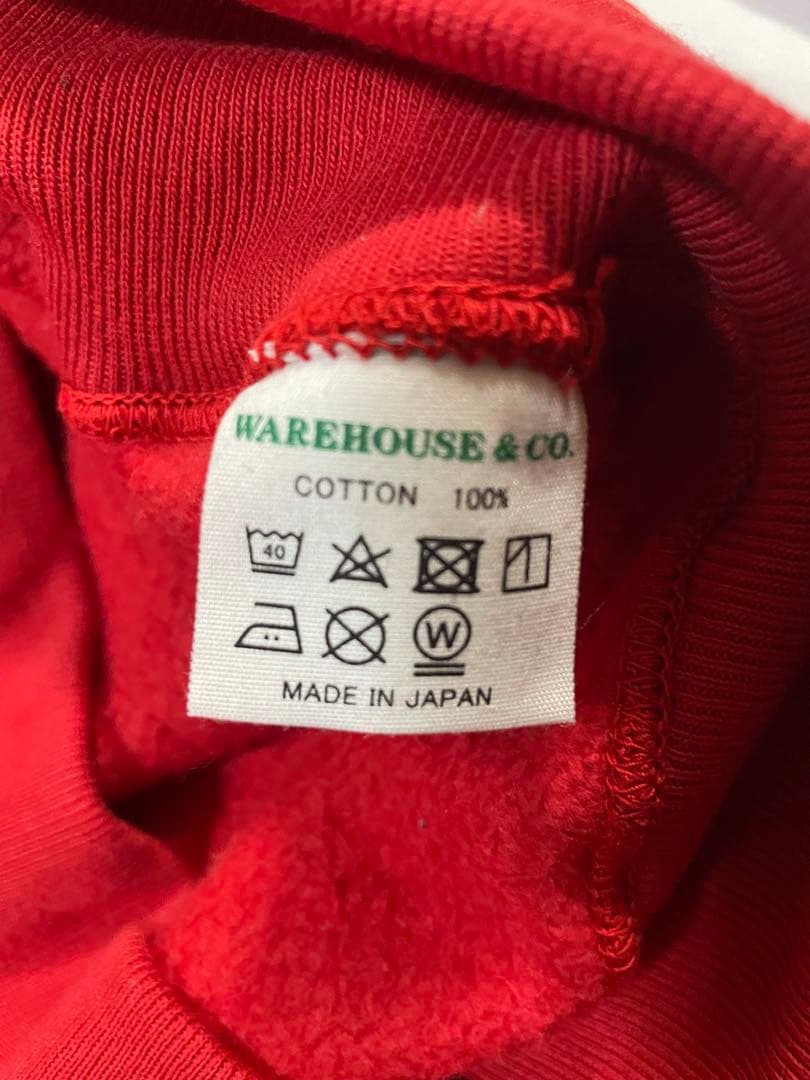 WAREHOUSE & CO.
COTTON 100%
40
W
MADE IN JAPAN